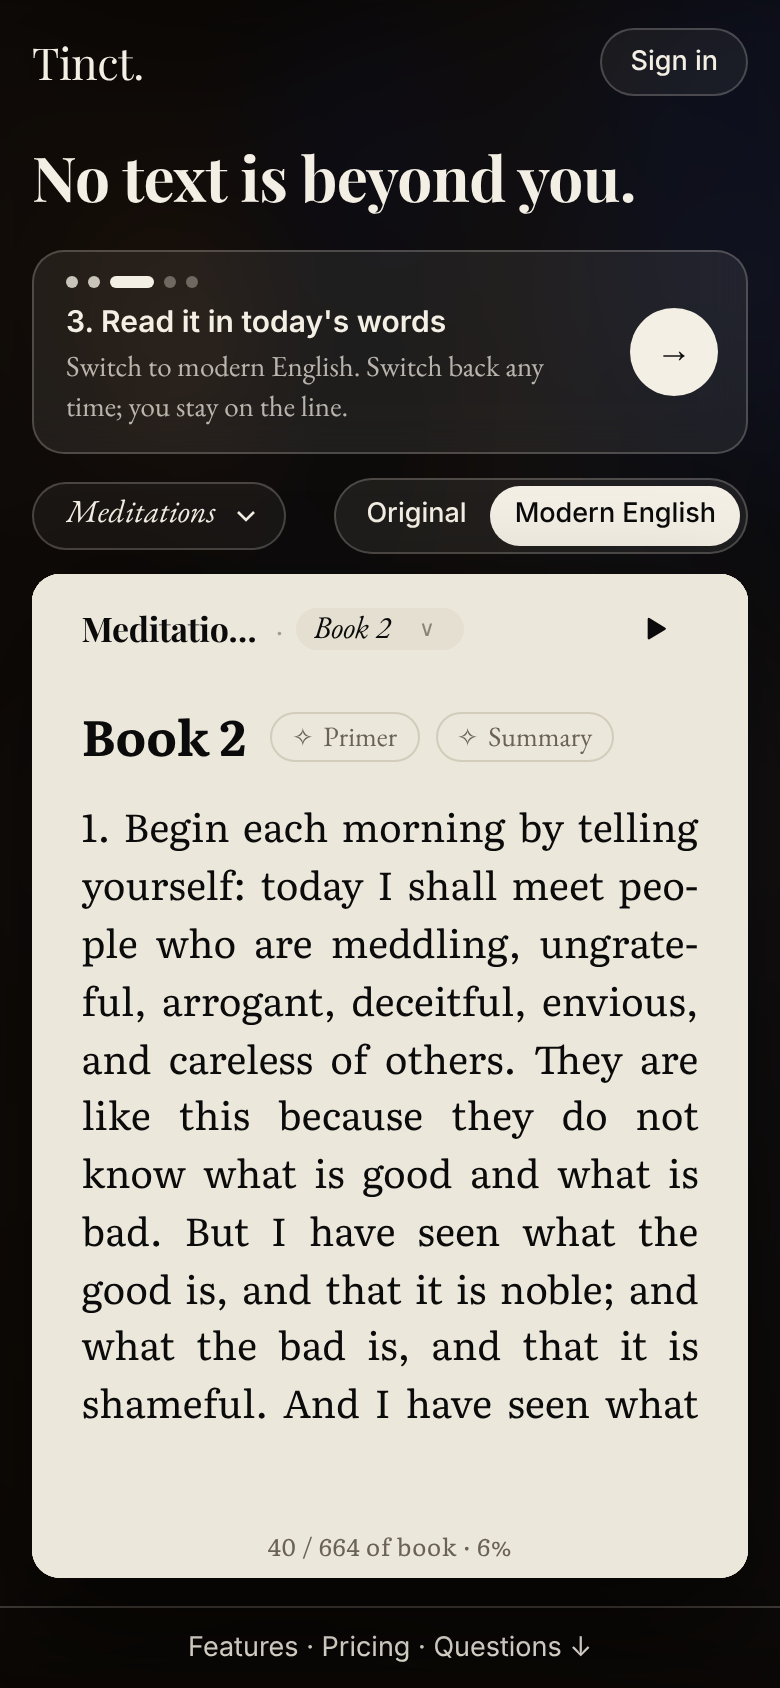 Tinct.
Sign in
No text is beyond you.
3. Read it in today's words
Switch to modern English. Switch back any
time; you stay on the line.
→
Meditations
Original
Modern English
Meditatio... · Book 2
Book 2
✧ Primer
✧ Summary
1. Begin each morning by telling
yourself: today I shall meet peo-
ple who are meddling, ungrate-
ful, arrogant, deceitful, envious,
and careless of others. They are
like this because they do not
know what is good and what is
bad. But I have seen what the
good is, and that it is noble; and
what the bad is, and that it is
shameful. And I have seen what
40 / 664 of book · 6%
Features · Pricing · Questions ↓